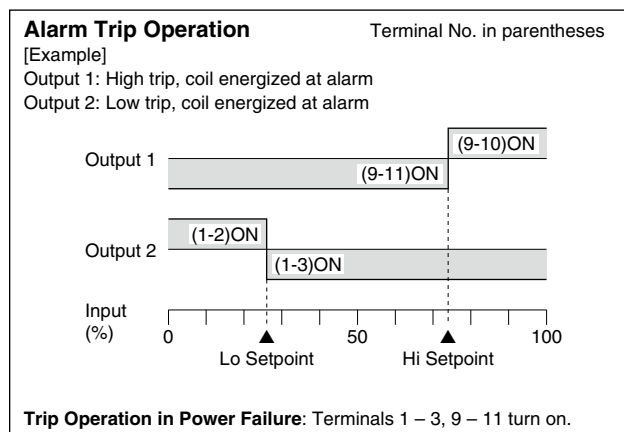 Alarm Trip Operation Terminal No. in parentheses
[Example]
Output 1: High trip, coil energized at alarm
Output 2: Low trip, coil energized at alarm
Output 1
(9-10)ON
(9-11)ON
Output 2
(1-2)ON
(1-3)ON
Input
(%)
0 50 100
Lo Setpoint Hi Setpoint
Trip Operation in Power Failure: Terminals 1 – 3, 9 – 11 turn on.